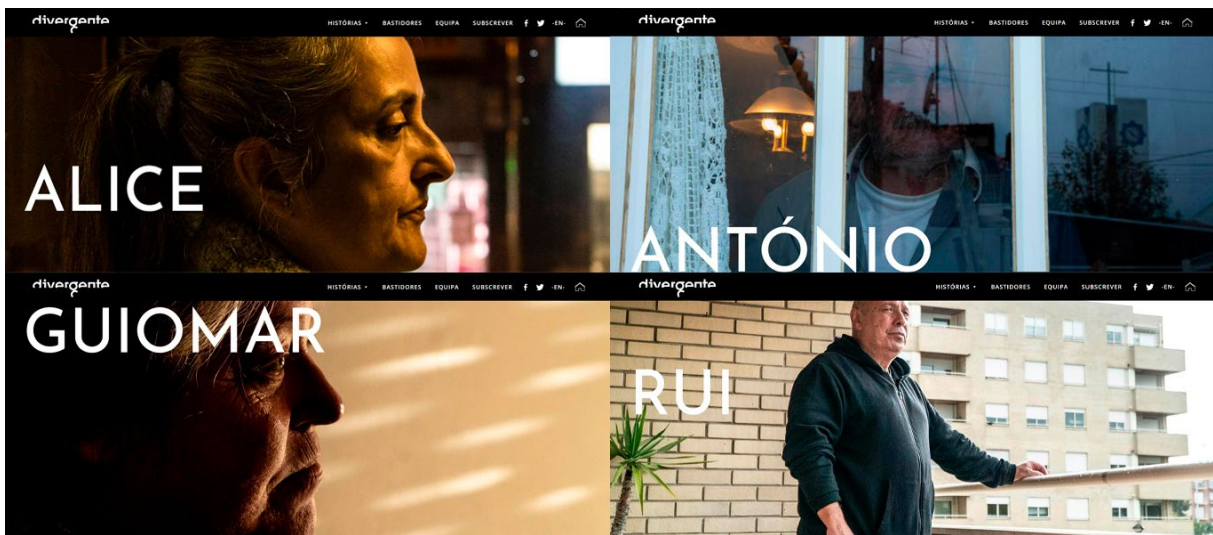 divergente HISTÓRIAS BASTIDORES EQUIPA SUBSCREVER f -EN-
ALICE
divergente HISTÓRIAS BASTIDORES EQUIPA SUBSCREVER f -EN-
ANTÓNIO
divergente HISTÓRIAS BASTIDORES EQUIPA SUBSCREVER f -EN-
GUIOMAR
divergente HISTÓRIAS BASTIDORES EQUIPA SUBSCREVER f -EN-
RUI